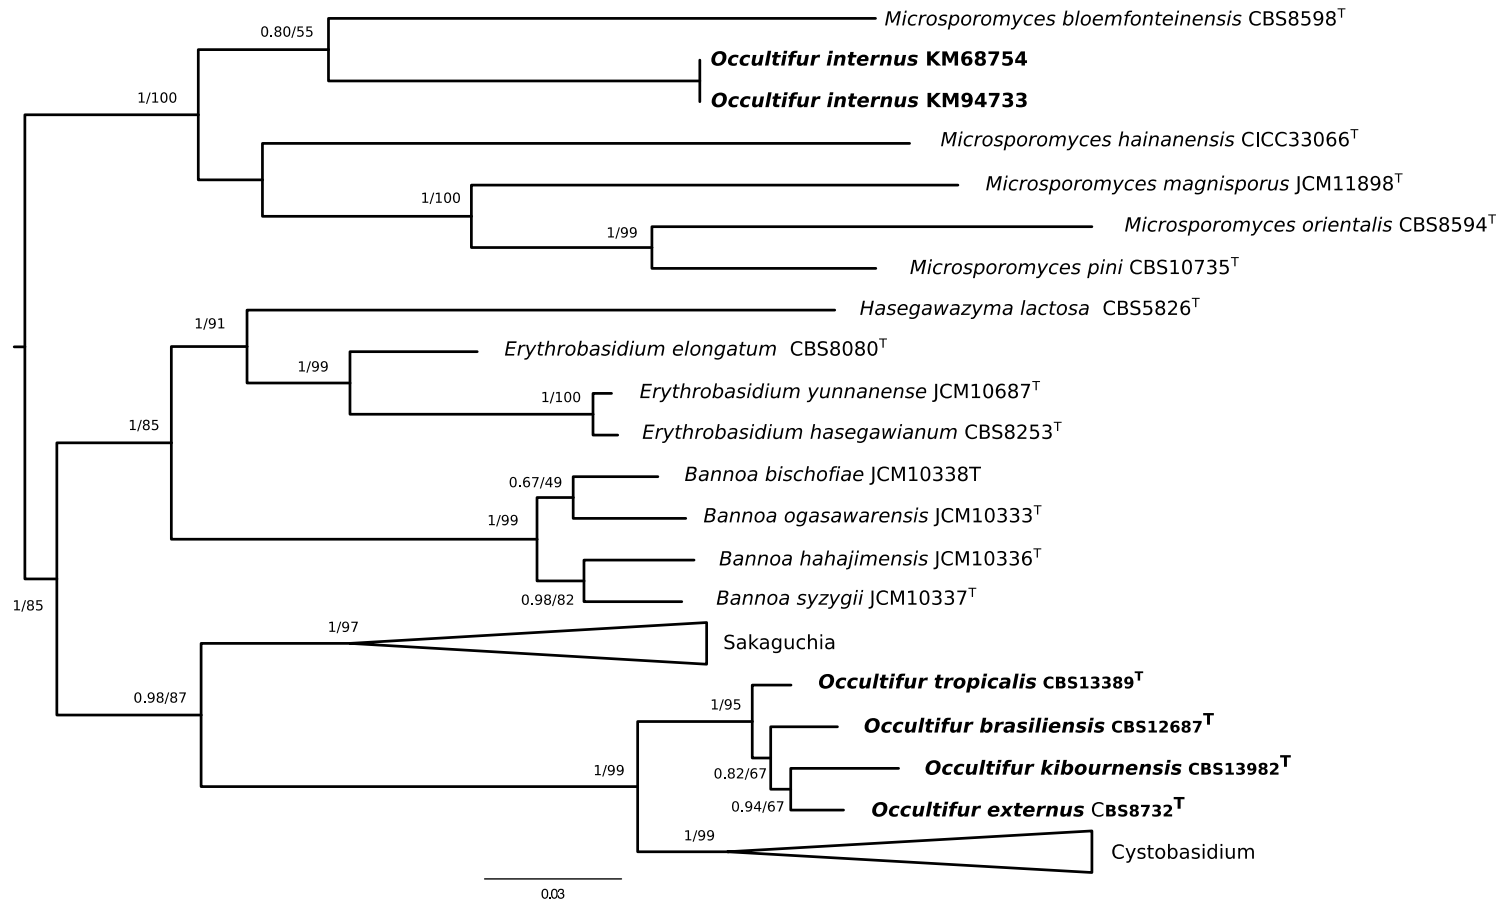 0.80/55
Microsporomyces bloemfonteinensis CBS8598ᵀ
Occultifur internus KM68754
1/100
Occultifur internus KM94733
Microsporomyces hainanensis CICC33066ᵀ
1/100
Microsporomyces magnisporus JCM11898ᵀ
1/99
Microsporomyces orientalis CBS8594ᵀ
Microsporomyces pini CBS10735ᵀ
1/91
Hasegawazyma lactosa CBS5826ᵀ
Erythrobasidium elongatum CBS8080ᵀ
1/99
1/100
Erythrobasidium yunnanense JCM10687ᵀ
1/85
Erythrobasidium hasegawianum CBS8253ᵀ
Bannoa bischofiae JCM10338T
0.67/49
1/99
Bannoa ogasawarensis JCM10333ᵀ
Bannoa hahajimensis JCM10336ᵀ
0.98/82
Bannoa syzygii JCM10337ᵀ
1/85
1/97
Sakaguchia
0.98/87
Occultifur tropicalis CBS13389ᵀ
1/95
Occultifur brasiliensis CBS12687ᵀ
1/99
0.82/67
Occultifur kibournensis CBS13982ᵀ
0.94/67
Occultifur externus CBS8732ᵀ
1/99
Cystobasidium
0.03